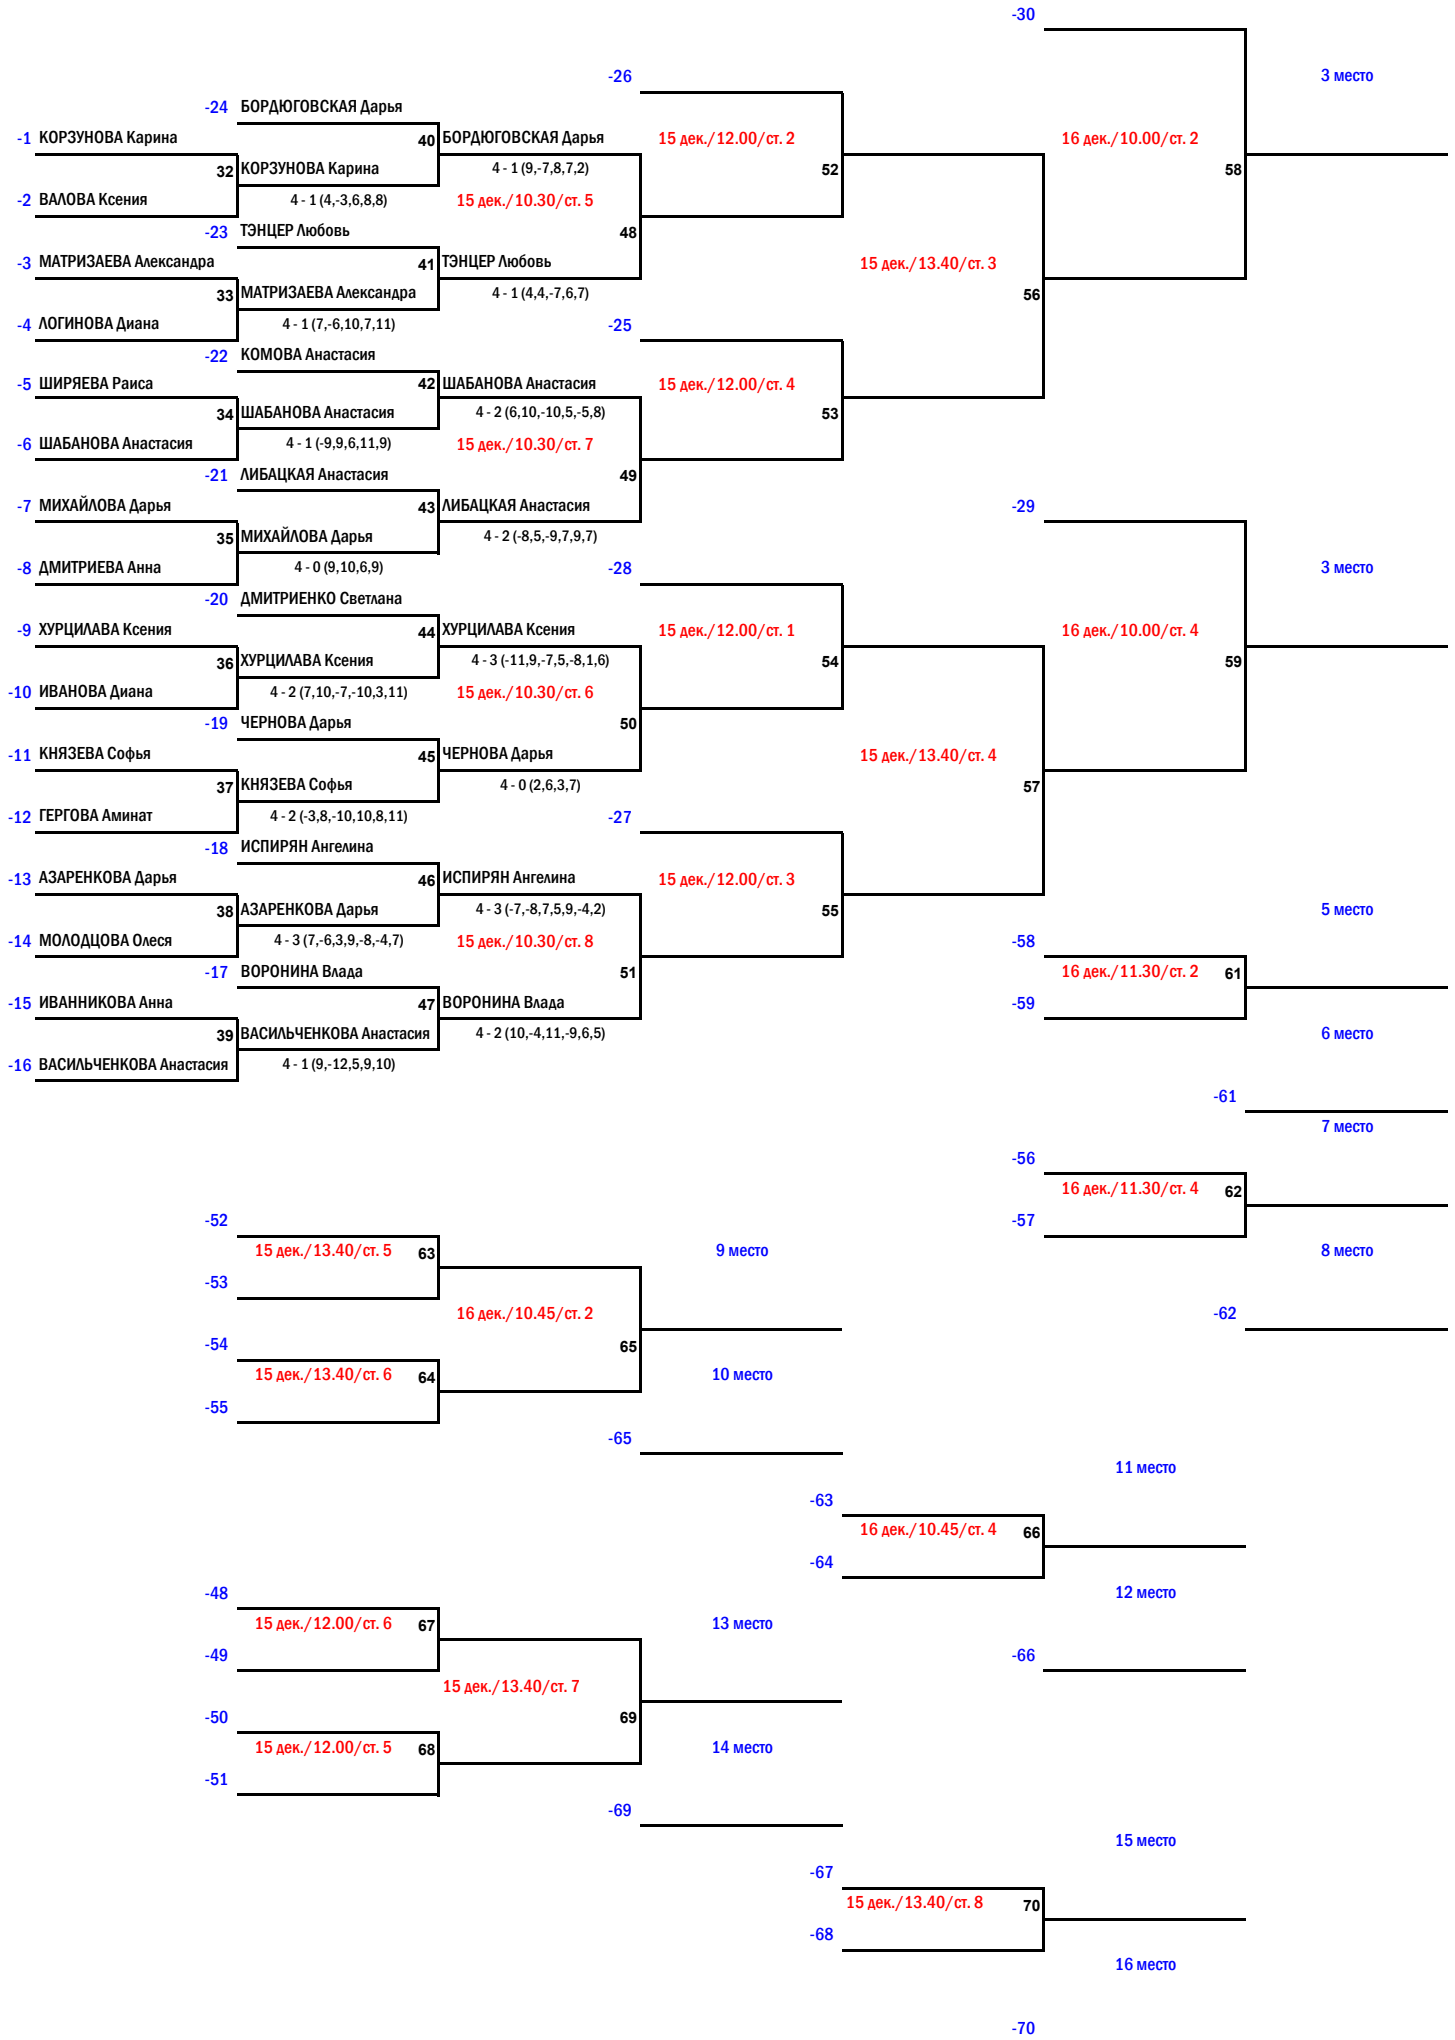 -30
-26
3 место
-24 БОРДЮГОВСКАЯ Дарья
-1 КОРЗУНОВА Карина
40 БОРДЮГОВСКАЯ Дарья
15 дек./12.00/ст. 2
16 дек./10.00/ст. 2
32 КОРЗУНОВА Карина
4 - 1 (9,-7,8,7,2)
52
58
-2 ВАЛОВА Ксения
4 - 1 (4,-3,6,8,8)
15 дек./10.30/ст. 5
-23 ТЭНЦЕР Любовь
48
-3 МАТРИЗАЕВА Александра
41 ТЭНЦЕР Любовь
15 дек./13.40/ст. 3
33 МАТРИЗАЕВА Александра
4 - 1 (4,4,-7,6,7)
56
-4 ЛОГИНОВА Диана
4 - 1 (7,-6,10,7,11)
-25
-22 КОМОВА Анастасия
-5 ШИРЯЕВА Раиса
42 ШАБАНОВА Анастасия
15 дек./12.00/ст. 4
34 ШАБАНОВА Анастасия
4 - 2 (6,10,-10,5,-5,8)
53
-6 ШАБАНОВА Анастасия
4 - 1 (-9,9,6,11,9)
15 дек./10.30/ст. 7
-21 ЛИБАЦКАЯ Анастасия
49
-7 МИХАЙЛОВА Дарья
43 ЛИБАЦКАЯ Анастасия
-29
35 МИХАЙЛОВА Дарья
4 - 2 (-8,5,-9,7,9,7)
-8 ДМИТРИЕВА Анна
4 - 0 (9,10,6,9)
-28
3 место
-20 ДМИТРИЕНКО Светлана
-9 ХУРЦИЛАВА Ксения
44 ХУРЦИЛАВА Ксения
15 дек./12.00/ст. 1
16 дек./10.00/ст. 4
36 ХУРЦИЛАВА Ксения
4 - 3 (-11,9,-7,5,-8,1,6)
54
59
-10 ИВАНОВА Диана
4 - 2 (7,10,-7,-10,3,11)
15 дек./10.30/ст. 6
-19 ЧЕРНОВА Дарья
50
-11 КНЯЗЕВА Софья
45 ЧЕРНОВА Дарья
15 дек./13.40/ст. 4
37 КНЯЗЕВА Софья
4 - 0 (2,6,3,7)
57
-12 ГЕРГОВА Аминат
4 - 2 (-3,8,-10,10,8,11)
-27
-18 ИСПИРЯН Ангелина
-13 АЗАРЕНКОВА Дарья
46 ИСПИРЯН Ангелина
15 дек./12.00/ст. 3
38 АЗАРЕНКОВА Дарья
4 - 3 (-7,-8,7,5,9,-4,2)
55
5 место
-14 МОЛОДЦОВА Олеся
4 - 3 (7,-6,3,9,-8,-4,7)
15 дек./10.30/ст. 8
-58
-17 ВОРОНИНА Влада
51
16 дек./11.30/ст. 2
61
-15 ИВАННИКОВА Анна
47 ВОРОНИНА Влада
-59
39 ВАСИЛЬЧЕНКОВА Анастасия
4 - 2 (10,-4,11,-9,6,5)
6 место
-16 ВАСИЛЬЧЕНКОВА Анастасия
4 - 1 (9,-12,5,9,10)
-61
7 место
-56
16 дек./11.30/ст. 4
62
-52
-57
15 дек./13.40/ст. 5
63
9 место
8 место
-53
16 дек./10.45/ст. 2
-62
-54
65
15 дек./13.40/ст. 6
64
10 место
-55
-65
11 место
-63
16 дек./10.45/ст. 4
66
-64
-48
12 место
15 дек./12.00/ст. 6
67
13 место
-49
-66
15 дек./13.40/ст. 7
-50
69
15 дек./12.00/ст. 5
68
14 место
-51
-69
15 место
-67
15 дек./13.40/ст. 8
70
-68
16 место
-70